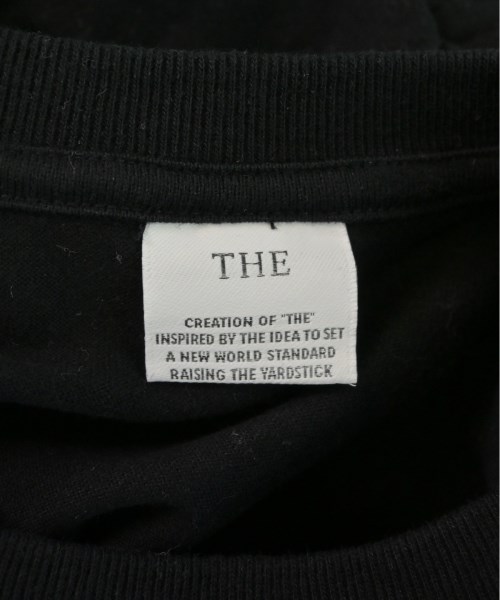 THE
CREATION OF "THE"
INSPIRED BY THE IDEA TO SET
A NEW WORLD STANDARD
RAISING THE YARDSTICK